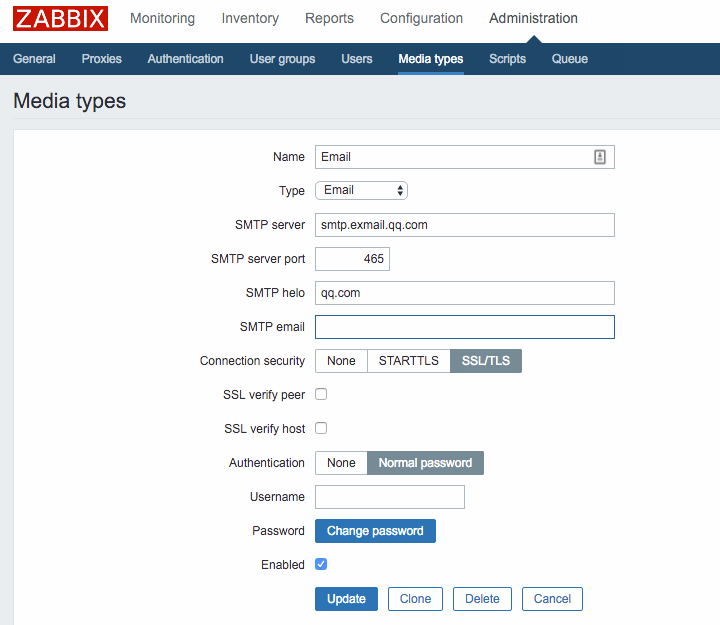 ZABBIX Monitoring Inventory Reports Configuration Administration
General Proxies Authentication User groups Users Media types Scripts Queue
Media types
Name Email
Type Email
SMTP server smtp.exmail.qq.com
SMTP server port 465
SMTP helo qq.com
SMTP email
Connection security None STARTTLS SSL/TLS
SSL verify peer
SSL verify host
Authentication None Normal password
Username
Password Change password
Enabled
Update Clone Delete Cancel